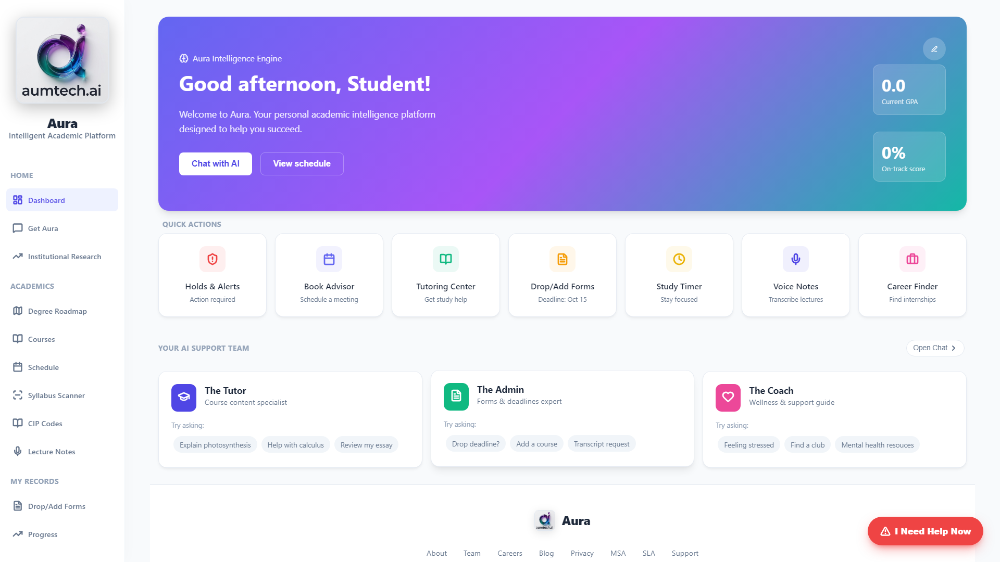 aumtech.ai
Aura
Intelligent Academic Platform
HOME
Dashboard
Get Aura
Institutional Research
ACADEMICS
Degree Roadmap
Courses
Schedule
Syllabus Scanner
CIP Codes
Lecture Notes
MY RECORDS
Drop/Add Forms
Progress
Aura Intelligence Engine
Good afternoon, Student!
Welcome to Aura. Your personal academic intelligence platform
designed to help you succeed.
Chat with AI
View schedule
0.0
Current GPA
0%
On-track score
QUICK ACTIONS
Holds & Alerts
Action required
Book Advisor
Schedule a meeting
Tutoring Center
Get study help
Drop/Add Forms
Deadline: Oct 15
Study Timer
Stay focused
Voice Notes
Transcribe lectures
Career Finder
Find internships
YOUR AI SUPPORT TEAM
Open Chat
The Tutor
Course content specialist
Try asking:
Explain photosynthesis
Help with calculus
Review my essay
The Admin
Forms & deadlines expert
Try asking:
Drop deadline?
Add a course
Transcript request
The Coach
Wellness & support guide
Try asking:
Feeling stressed
Find a club
Mental health resouces
aumtech.ai
Aura
About
Team
Careers
Blog
Privacy
MSA
SLA
Support
I Need Help Now